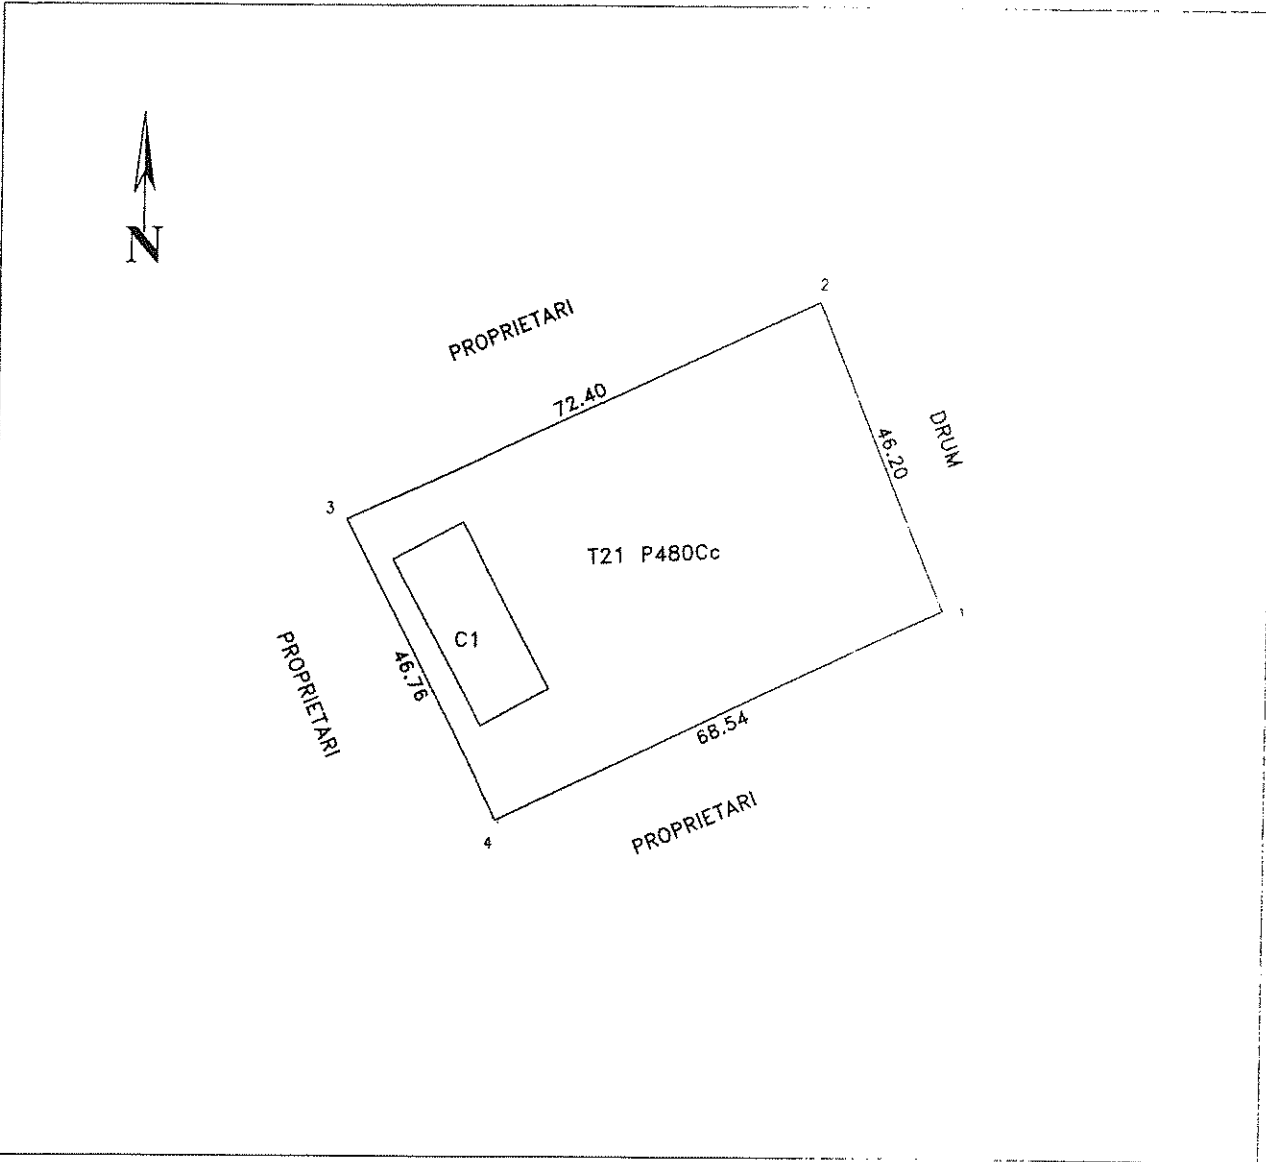 N
2
PROPRIETARI
72.40
DRUM
46.20
3
T21 P480Cc
1
C1
46.76
PROPRIETARI
68.54
PROPRIETARI
4